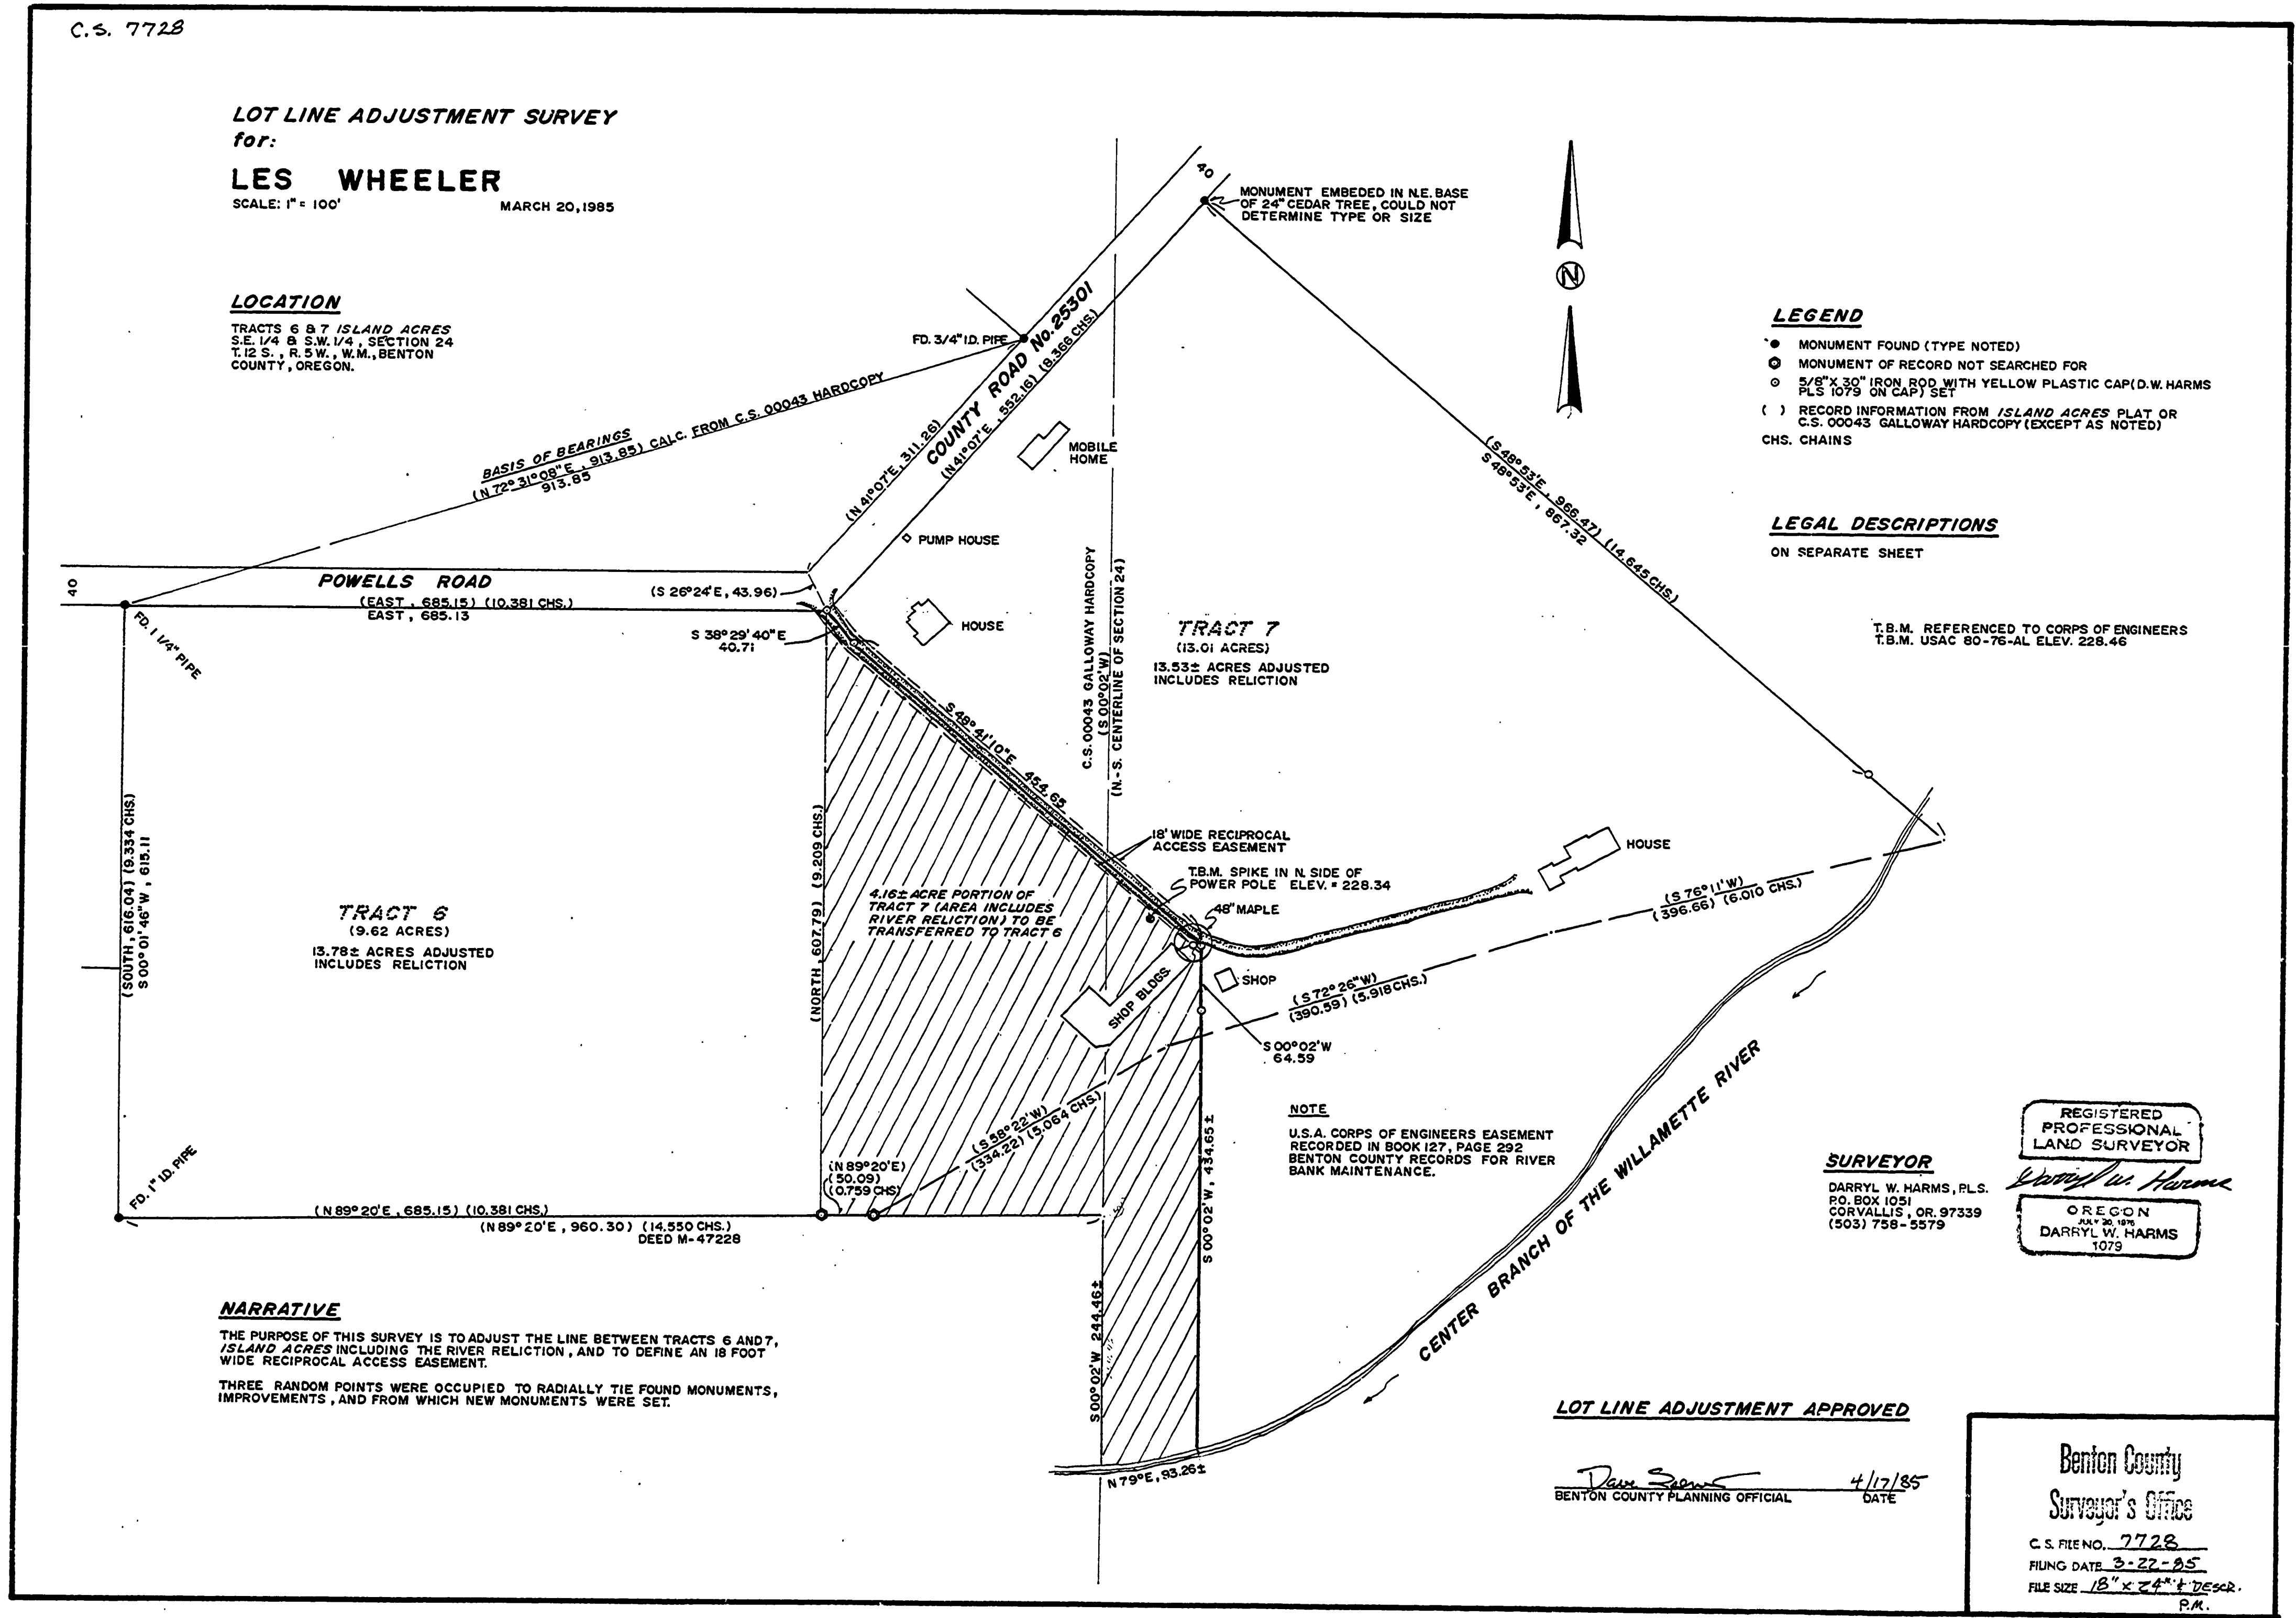 C.S. 7728
LOT LINE ADJUSTMENT SURVEY
for:
LES WHEELER
SCALE: 1" = 100'
MARCH 20, 1985
LOCATION
TRACTS 6 & 7 ISLAND ACRES
S.E. 1/4 & S.W. 1/4, SECTION 24
T. 12 S., R. 5 W., W.M., BENTON
COUNTY, OREGON.
40
MONUMENT EMBEDED IN N.E. BASE
OF 24" CEDAR TREE, COULD NOT
DETERMINE TYPE OR SIZE
N
LEGEND
MONUMENT FOUND (TYPE NOTED)
MONUMENT OF RECORD NOT SEARCHED FOR
5/8" X 30" IRON ROD WITH YELLOW PLASTIC CAP (D.W. HARMS
PLS 1079 ON CAP) SET
( ) RECORD INFORMATION FROM ISLAND ACRES PLAT OR
C.S. 00043 GALLOWAY HARDCOPY (EXCEPT AS NOTED)
CHS. CHAINS
LEGAL DESCRIPTIONS
ON SEPARATE SHEET
T.B.M. REFERENCED TO CORPS OF ENGINEERS
T.B.M. USAC 80-76-AL ELEV. 228.46
FD. 3/4" I.D. PIPE
COUNTY ROAD No. 25301
(N 41°07'E, 311.26)
(N 41°07'E, 552.16) (8.366 CHS.)
BASIS OF BEARINGS
(N 72°31'08"E, 913.85) CALC. FROM C.S. 00043 HARDCOPY
913.85
MOBILE
HOME
PUMP HOUSE
HOUSE
(S 48°53'E, 966.47) (14.645 CHS.)
S 48°53'E, 867.32
40
POWELLS ROAD
(EAST, 685.15) (10.381 CHS.)
EAST, 685.13
(S 26°24'E, 43.96)
S 38°29'40"E
40.71
FD. 1 1/4" PIPE
C.S. 00043 GALLOWAY HARDCOPY
(S 00°02'W)
(N.-S. CENTERLINE OF SECTION 24)
TRACT 7
(13.01 ACRES)
13.53± ACRES ADJUSTED
INCLUDES RELICTION
S 48°41'10"E 454.65
18' WIDE RECIPROCAL
ACCESS EASEMENT
T.B.M. SPIKE IN N. SIDE OF
POWER POLE ELEV. = 228.34
48" MAPLE
HOUSE
(S 76°11'W)
(396.66) (6.010 CHS.)
(SOUTH, 616.04) (9.334 CHS.)
S 00°01'46"W, 615.11
TRACT 6
(9.62 ACRES)
13.78± ACRES ADJUSTED
INCLUDES RELICTION
(NORTH, 607.79) (9.209 CHS.)
4.16± ACRE PORTION OF
TRACT 7 (AREA INCLUDES
RIVER RELICTION) TO BE
TRANSFERRED TO TRACT 6
SHOP BLDGS.
SHOP
(S 72°26'W)
(390.59) (5.918 CHS.)
S 00°02'W
64.59
(S 58°22'W)
(334.22) (5.064 CHS.)
(N 89°20'E)
(50.09)
(0.759 CHS)
FD. 1" I.D. PIPE
(N 89°20'E, 685.15) (10.381 CHS.)
(N 89°20'E, 960.30) (14.550 CHS.)
DEED M-47228
S 00°02'W, 434.65±
S 00°02'W 244.46±
N 79°E, 93.26±
NOTE
U.S.A. CORPS OF ENGINEERS EASEMENT
RECORDED IN BOOK 127, PAGE 292
BENTON COUNTY RECORDS FOR RIVER
BANK MAINTENANCE.
CENTER BRANCH OF THE WILLAMETTE RIVER
SURVEYOR
DARRYL W. HARMS, P.L.S.
P.O. BOX 1051
CORVALLIS, OR. 97339
(503) 758-5579
REGISTERED
PROFESSIONAL
LAND SURVEYOR
Darryl W. Harms
OREGON
JULY 30, 1976
DARRYL W. HARMS
1079
NARRATIVE
THE PURPOSE OF THIS SURVEY IS TO ADJUST THE LINE BETWEEN TRACTS 6 AND 7,
ISLAND ACRES INCLUDING THE RIVER RELICTION, AND TO DEFINE AN 18 FOOT
WIDE RECIPROCAL ACCESS EASEMENT.
THREE RANDOM POINTS WERE OCCUPIED TO RADIALLY TIE FOUND MONUMENTS,
IMPROVEMENTS, AND FROM WHICH NEW MONUMENTS WERE SET.
LOT LINE ADJUSTMENT APPROVED
Dave
4/17/85
BENTON COUNTY PLANNING OFFICIAL
DATE
Benton County
Surveyor's Office
C.S. FILE NO. 7728
FILING DATE 3-22-85
FILE SIZE 18" x 24" & DESCR.
P.M.